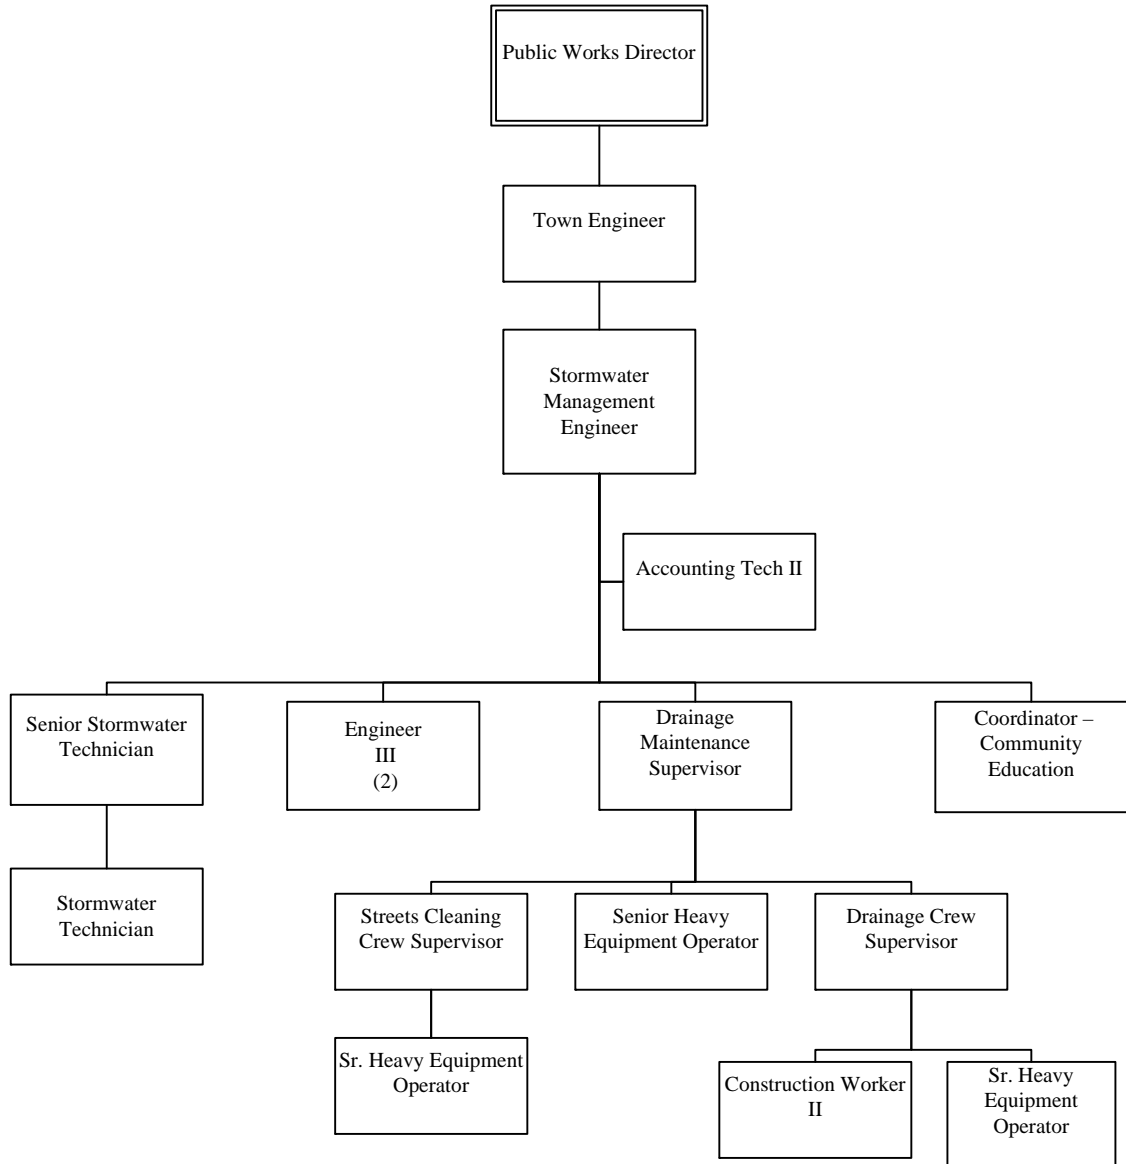 Public Works Director
Town Engineer
Stormwater
Management
Engineer
Accounting Tech II
Senior Stormwater
Technician
Engineer
III
(2)
Drainage
Maintenance
Supervisor
Coordinator –
Community
Education
Stormwater
Technician
Streets Cleaning
Crew Supervisor
Senior Heavy
Equipment Operator
Drainage Crew
Supervisor
Sr. Heavy Equipment
Operator
Construction Worker
II
Sr. Heavy
Equipment
Operator